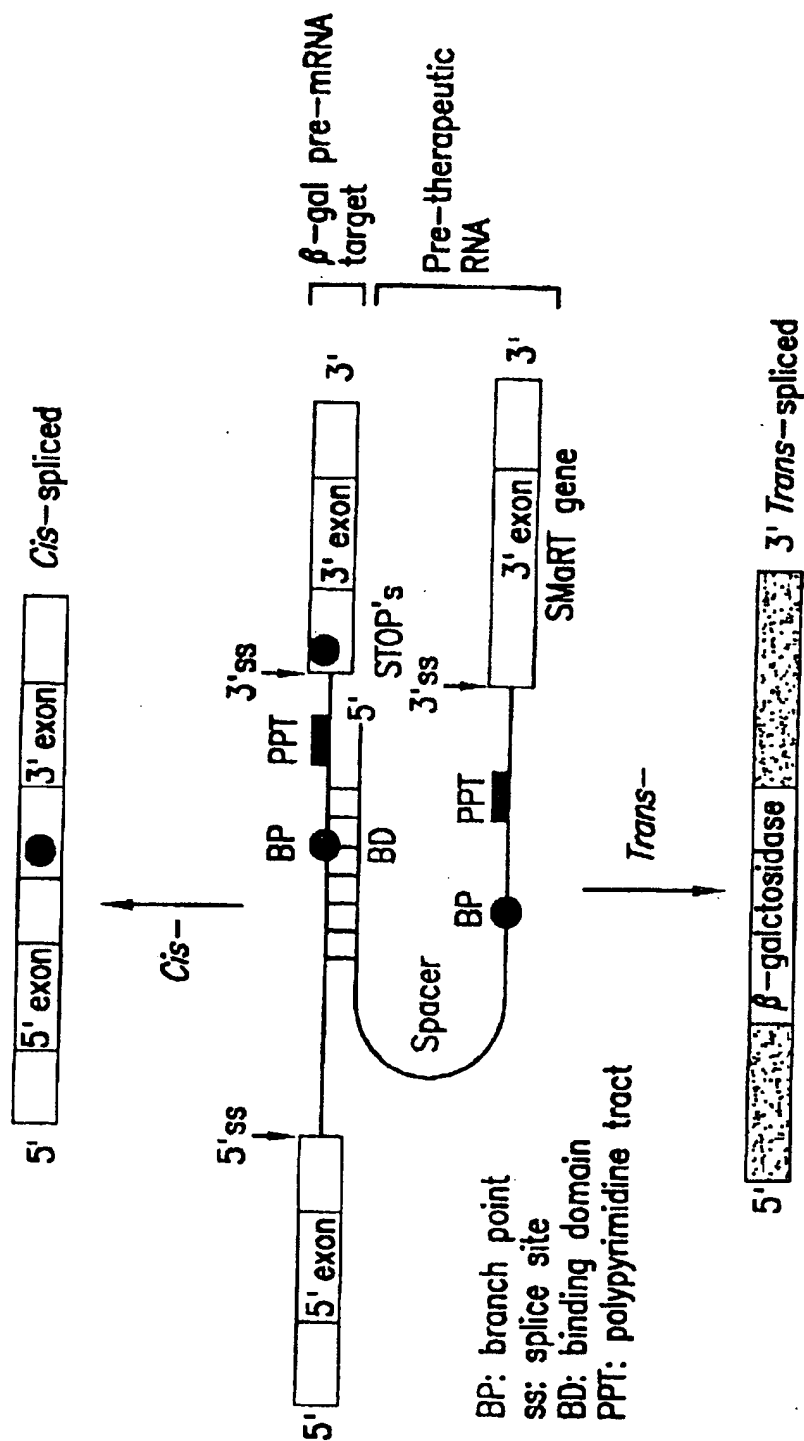 5' 5' exon 3' exon Cis-spliced
Cis-
5' 5' exon 5'ss BP PPT 3'ss 3' exon 3'
STOP's
BD 5'
β-gal pre-mRNA
target
Pre-therapeutic
RNA
Spacer
BP PPT 3'ss 3' exon 3'
SMaRT gene
Trans-
BP: branch point
ss: splice site
BD: binding domain
PPT: polypyrimidine tract
5' β-galctosidase 3' Trans-spliced